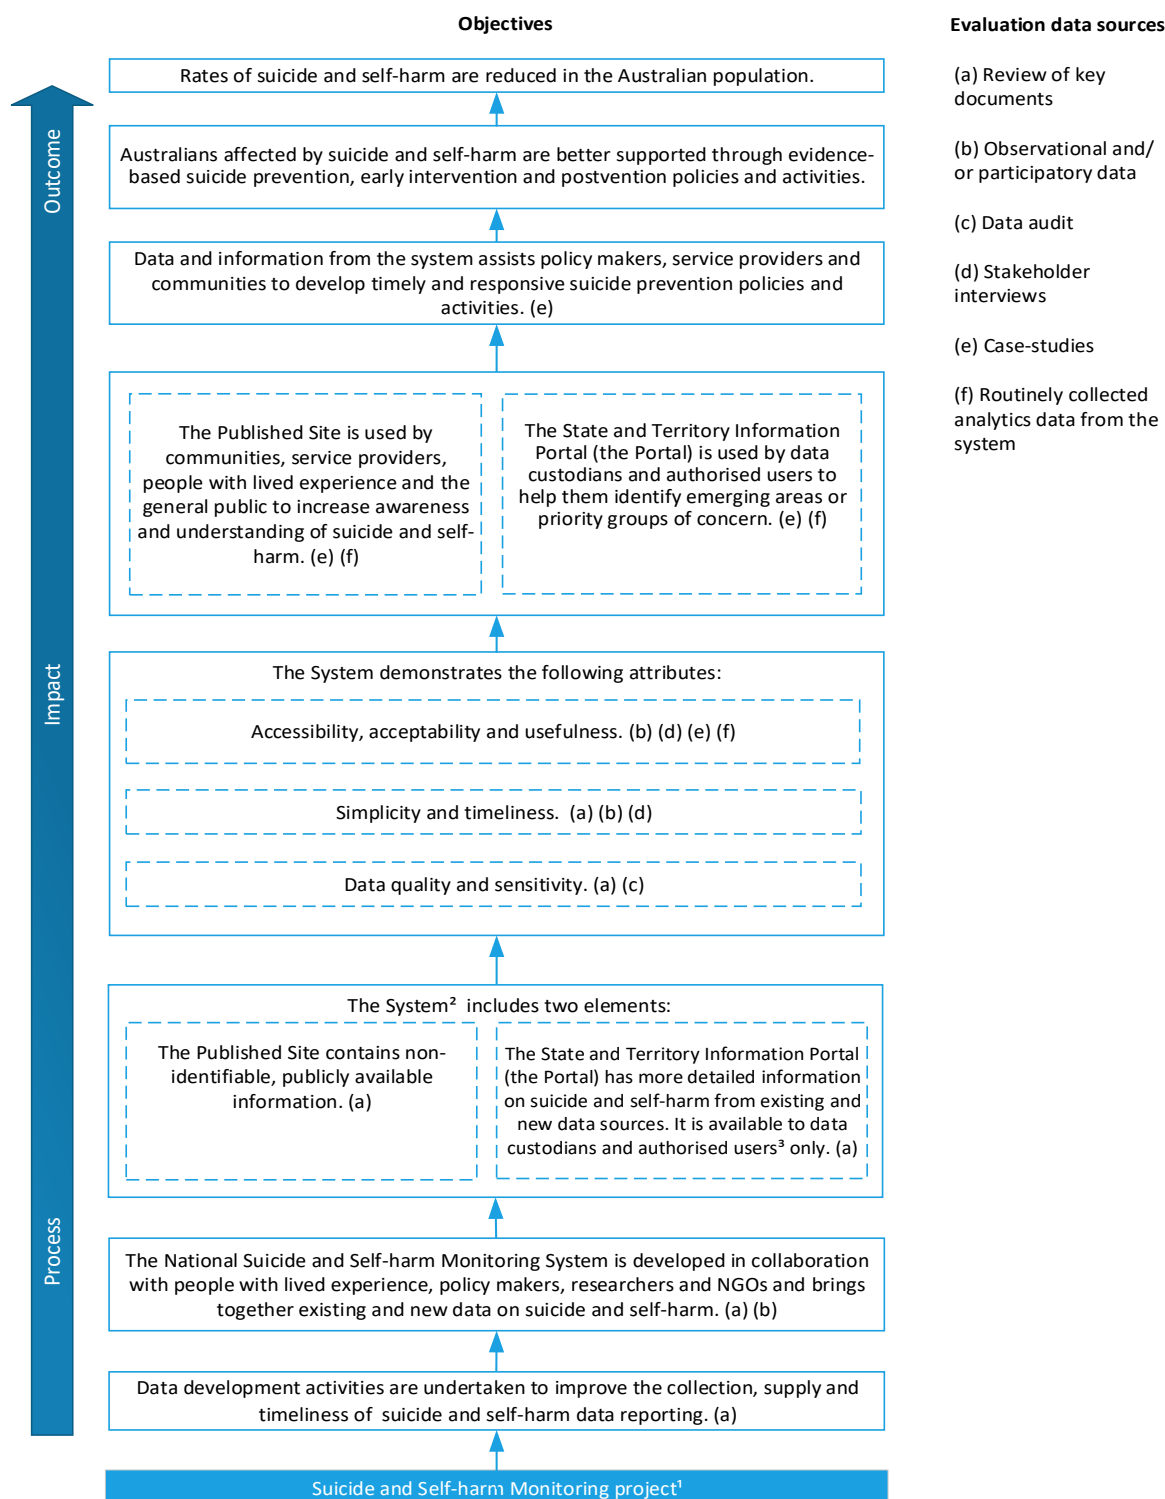 Objectives
Evaluation data sources
Rates of suicide and self-harm are reduced in the Australian population.
Australians affected by suicide and self-harm are better supported through evidence-
based suicide prevention, early intervention and postvention policies and activities.
Data and information from the system assists policy makers, service providers and
communities to develop timely and responsive suicide prevention policies and
activities. (e)
The Published Site is used by
communities, service providers,
people with lived experience and the
general public to increase awareness
and understanding of suicide and self-
harm. (e) (f)
The State and Territory Information
Portal (the Portal) is used by data
custodians and authorised users to
help them identify emerging areas or
priority groups of concern. (e) (f)
The System demonstrates the following attributes:
Accessibility, acceptability and usefulness. (b) (d) (e) (f)
Simplicity and timeliness.  (a) (b) (d)
Data quality and sensitivity. (a) (c)
The System²  includes two elements:
The Published Site contains non-
identifiable, publicly available
information. (a)
The State and Territory Information Portal
(the Portal) has more detailed information
on suicide and self-harm from existing and
new data sources. It is available to data
custodians and authorised users³ only. (a)
The National Suicide and Self-harm Monitoring System is developed in collaboration
with people with lived experience, policy makers, researchers and NGOs and brings
together existing and new data on suicide and self-harm. (a) (b)
Data development activities are undertaken to improve the collection, supply and
timeliness of  suicide and self-harm data reporting. (a)
Suicide and Self-harm Monitoring project¹
Outcome
Impact
Process
(a) Review of key
documents
(b) Observational and/
or participatory data
(c) Data audit
(d) Stakeholder
interviews
(e) Case-studies
(f) Routinely collected
analytics data from the
system